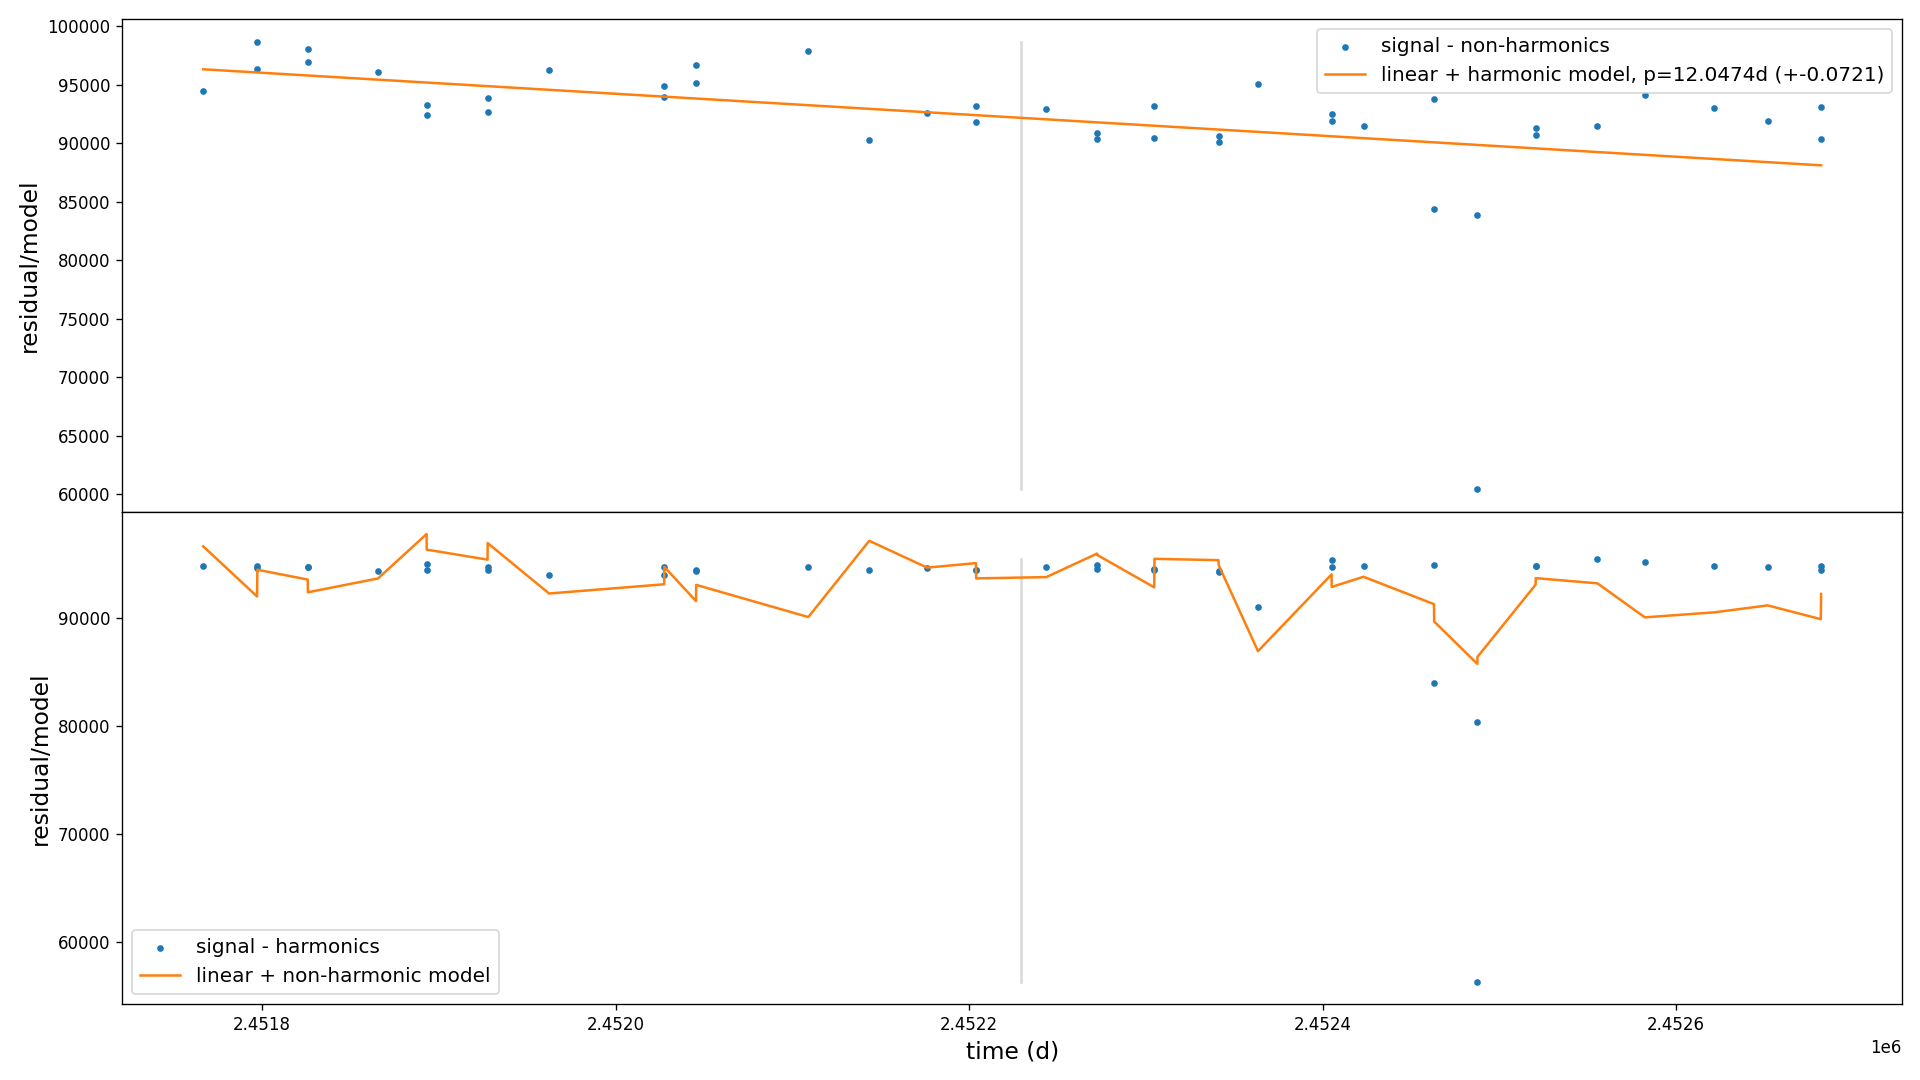 100000
95000
90000
85000
80000
75000
70000
65000
60000
residual/model
signal - non-harmonics
linear + harmonic model, p=12.0474d (+-0.0721)
90000
80000
70000
60000
residual/model
signal - harmonics
linear + non-harmonic model
2.4518 2.4520 2.4522 2.4524 2.4526
1e6
time (d)